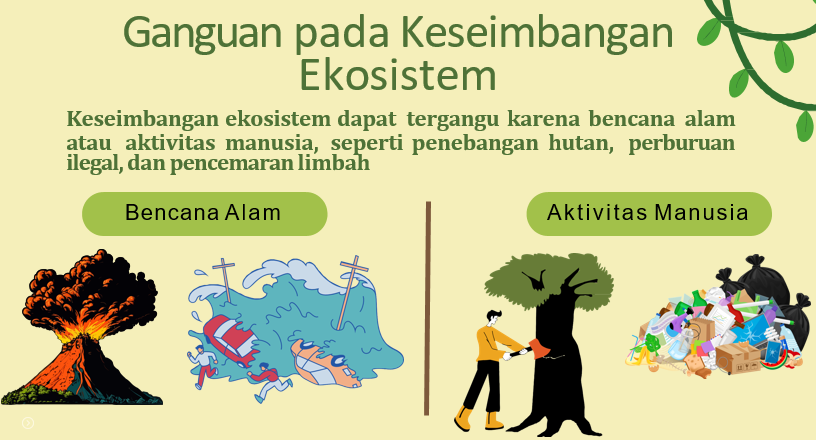 Ganguan pada Keseimbangan
Ekosistem
Keseimbangan ekosistem dapat tergangu karena bencana alam
atau aktivitas manusia, seperti penebangan hutan, perburuan
ilegal, dan pencemaran limbah
Bencana Alam
Aktivitas Manusia